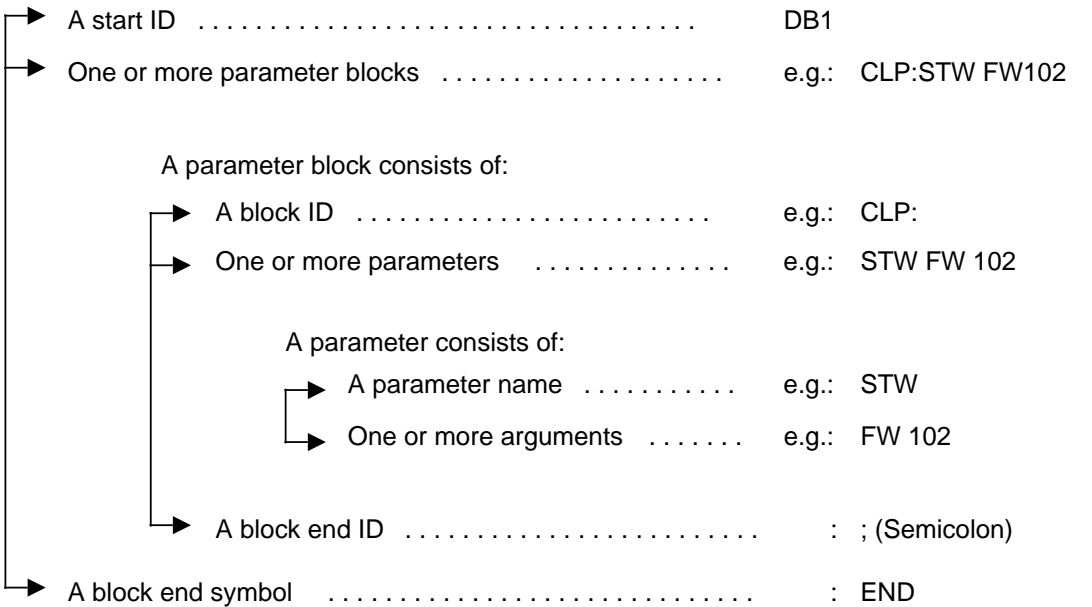 A start ID . . . . . . . . . . . . . . . . . . . . . . . . . . . . . . . . . . DB1
One or more parameter blocks . . . . . . . . . . . . . . . . . . . . e.g.: CLP:STW FW102
A parameter block consists of:
A block ID . . . . . . . . . . . . . . . . . . . . . . . . . e.g.: CLP:
One or more parameters . . . . . . . . . . . . . . e.g.: STW FW 102
A parameter consists of:
A parameter name . . . . . . . . . . . e.g.: STW
One or more arguments . . . . . . . e.g.: FW 102
A block end ID . . . . . . . . . . . . . . . . . . . . . . . . . : ; (Semicolon)
A block end symbol . . . . . . . . . . . . . . . . . . . . . . . . . . . . . : END